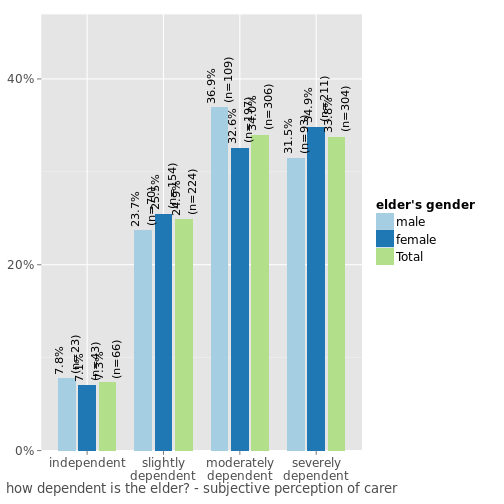 40%
20%
0%
7.8%
(n=23)
7.1%
(n=43)
7.3%
(n=66)
23.7%
(n=70)
25.5%
(n=154)
24.9%
(n=224)
36.9%
(n=109)
32.6%
(n=197)
34.0%
(n=306)
31.5%
(n=93)
34.9%
(n=211)
33.8%
(n=304)
independent
slightly
dependent
moderately
dependent
severely
dependent
how dependent is the elder? - subjective perception of carer
elder's gender
male
female
Total